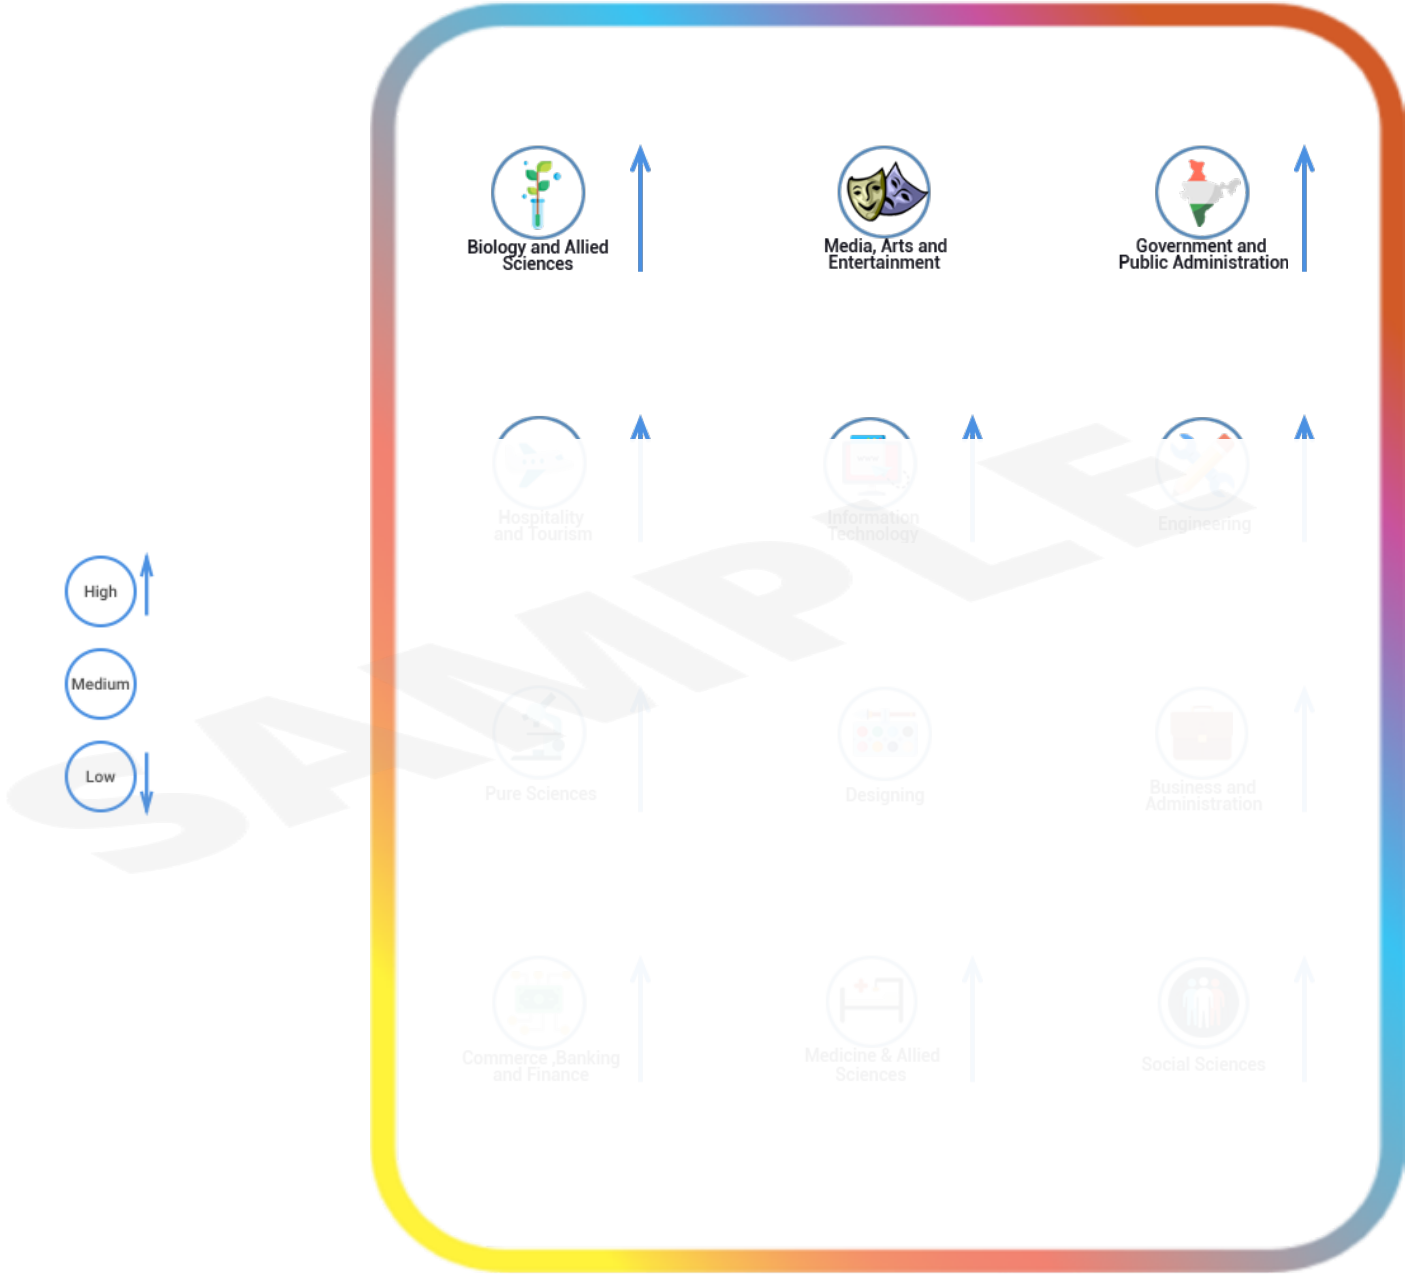 Biology and Allied
Sciences
Media, Arts and
Entertainment
Government and
Public Administration
Hospitality
and Tourism
Information
Technology
Engineering
High
Medium
Low
Pure Sciences
Designing
Business and
Administration
Commerce ,Banking
and Finance
Medicine & Allied
Sciences
Social Sciences
SAMPLE